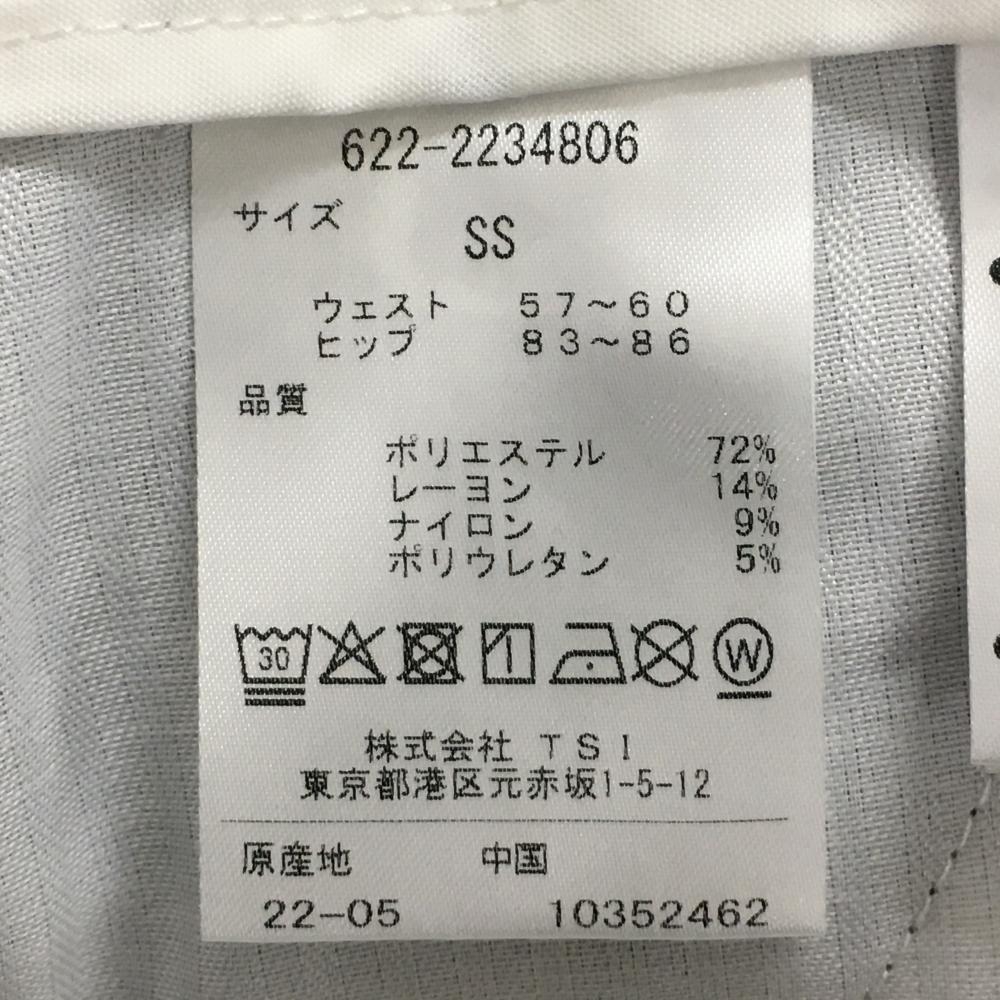 622-2234806
サイズ
SS
ウェスト 57～60
ヒップ 83～86
品質
ポリエステル 72%
レーヨン 14%
ナイロン 9%
ポリウレタン 5%
30 W
株式会社 TSI
東京都港区元赤坂1-5-12
原産地 中国
22-05 10352462